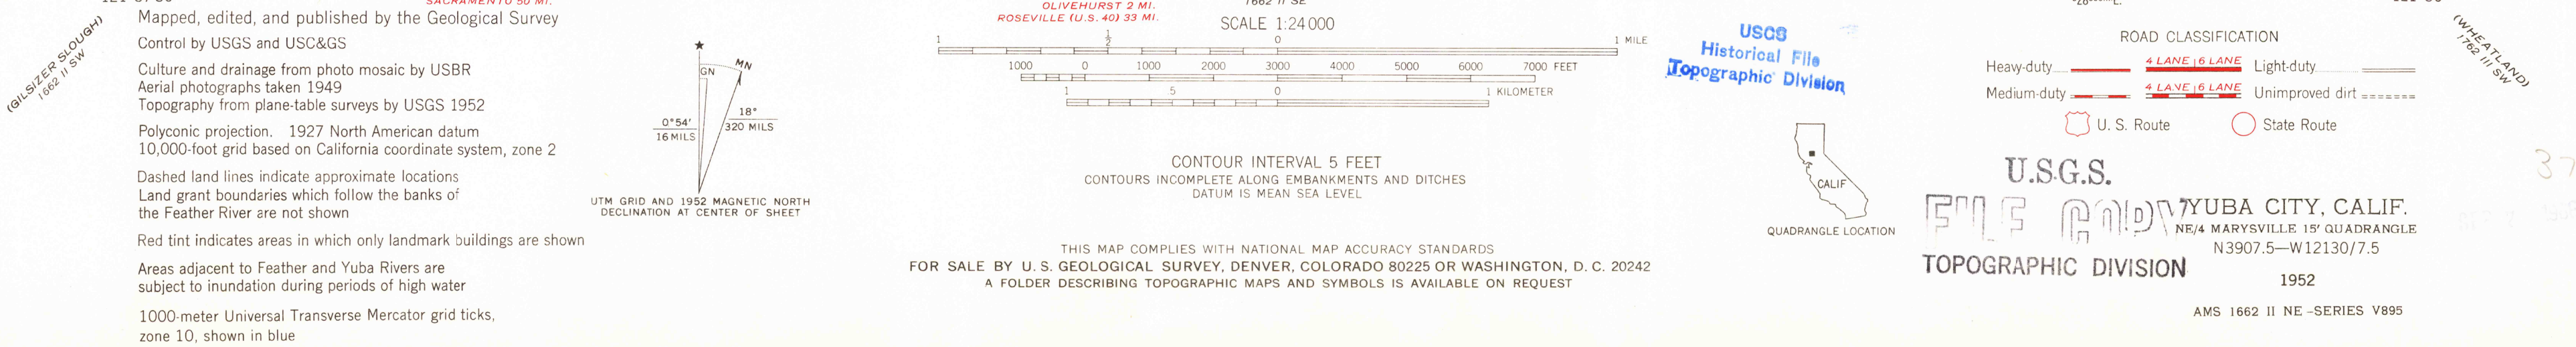 SACRAMENTO 50 MI.
Mapped, edited, and published by the Geological Survey
Control by USGS and USC&GS
Culture and drainage from photo mosaic by USBR
Aerial photographs taken 1949
Topography from plane-table surveys by USGS 1952
Polyconic projection. 1927 North American datum
10,000-foot grid based on California coordinate system, zone 2
Dashed land lines indicate approximate locations
Land grant boundaries which follow the banks of
the Feather River are not shown
Red tint indicates areas in which only landmark buildings are shown
Areas adjacent to Feather and Yuba Rivers are
subject to inundation during periods of high water
1000-meter Universal Transverse Mercator grid ticks,
zone 10, shown in blue
(GILSIZER SLOUGH)
1662 II SW
GN
MN
0°54'
16 MILS
18°
320 MILS
UTM GRID AND 1952 MAGNETIC NORTH
DECLINATION AT CENTER OF SHEET
OLIVEHURST 2 MI.
ROSEVILLE (U.S. 40) 33 MI.
1662 II SE
SCALE 1:24 000
1 1/2 0 1 MILE
1000 0 1000 2000 3000 4000 5000 6000 7000 FEET
1 5 0 1 KILOMETER
CONTOUR INTERVAL 5 FEET
CONTOURS INCOMPLETE ALONG EMBANKMENTS AND DITCHES
DATUM IS MEAN SEA LEVEL
THIS MAP COMPLIES WITH NATIONAL MAP ACCURACY STANDARDS
FOR SALE BY U. S. GEOLOGICAL SURVEY, DENVER, COLORADO 80225 OR WASHINGTON, D. C. 20242
A FOLDER DESCRIBING TOPOGRAPHIC MAPS AND SYMBOLS IS AVAILABLE ON REQUEST
USGS
Historical File
Topographic Division
CALIF
QUADRANGLE LOCATION
ROAD CLASSIFICATION
Heavy-duty 4 LANE 6 LANE Light-duty
Medium-duty 4 LANE 6 LANE Unimproved dirt
U. S. Route State Route
(WHEATLAND)
1762 III SW
U.S.G.S.
FILE COPY
TOPOGRAPHIC DIVISION
YUBA CITY, CALIF.
NE/4 MARYSVILLE 15' QUADRANGLE
N3907.5—W12130/7.5
1952
AMS 1662 II NE-SERIES V895
37